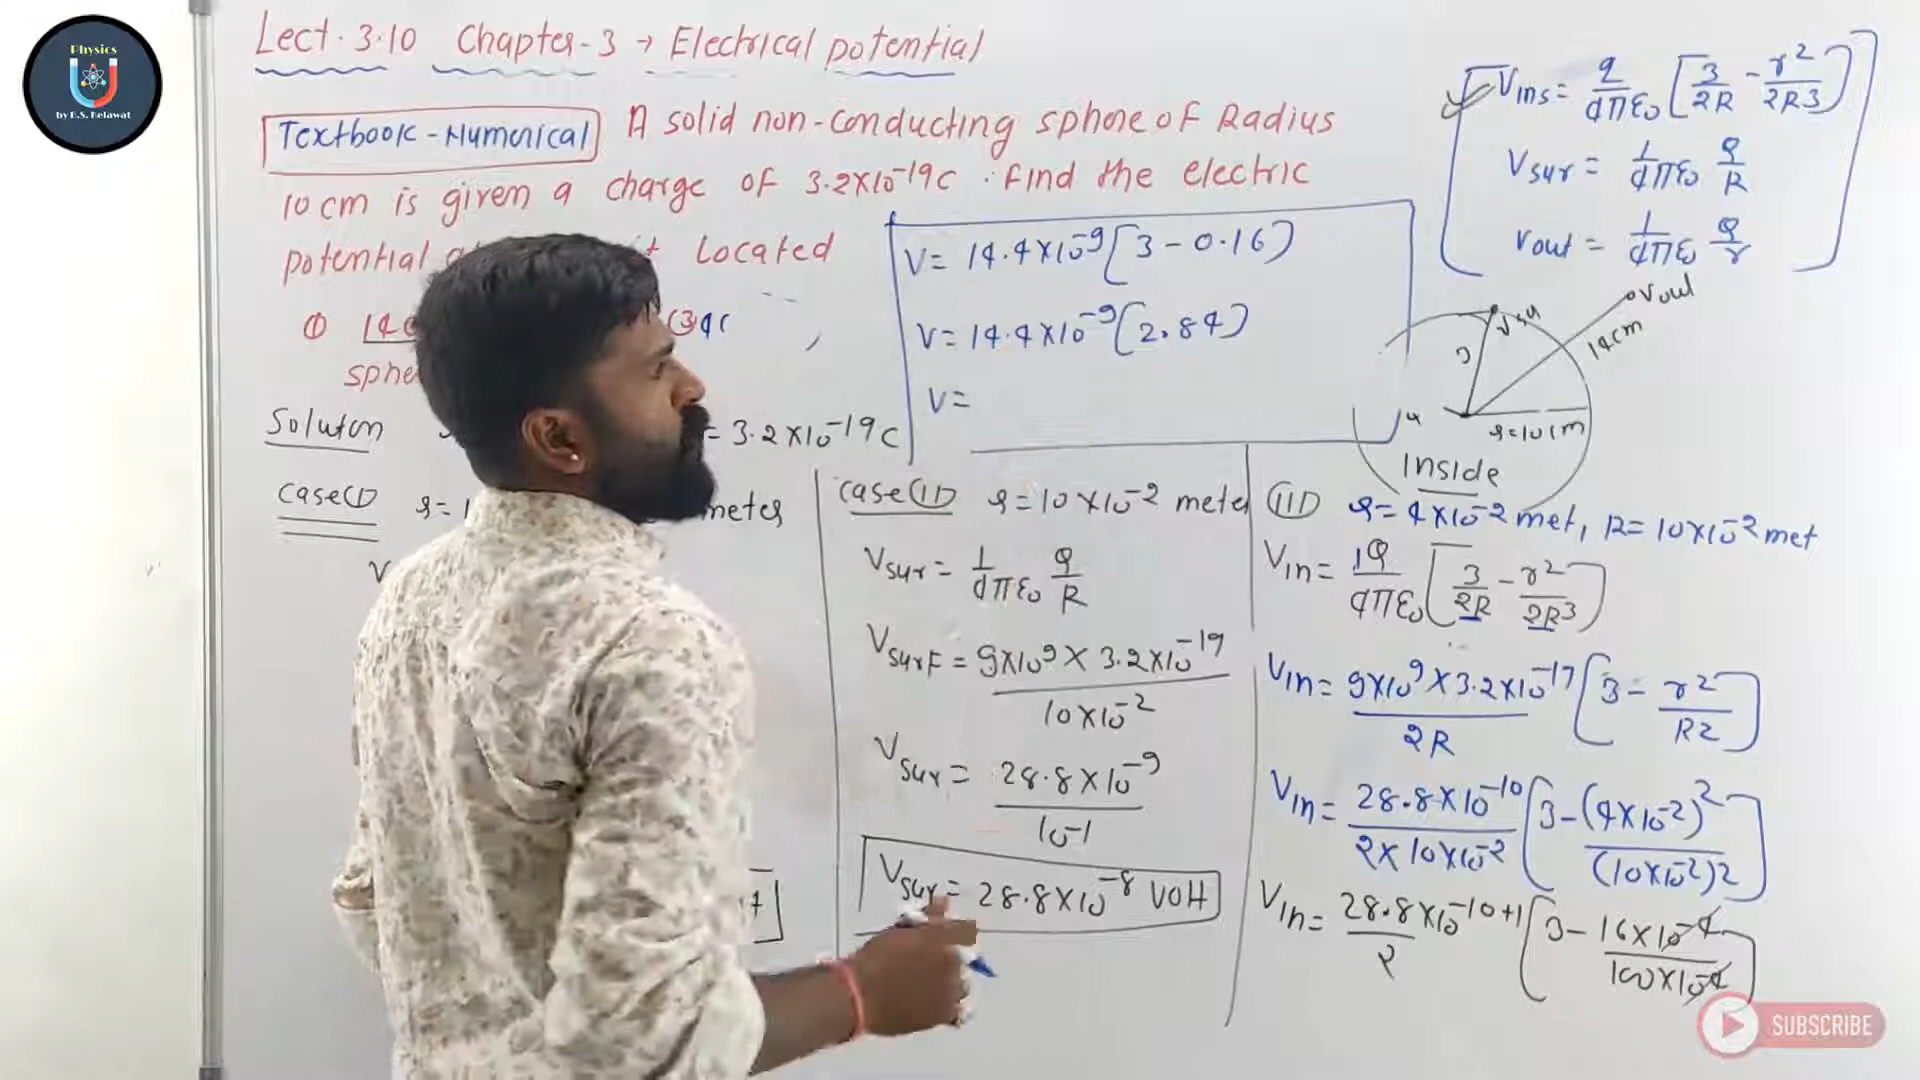 Physics
by B.S. Belawat
Lect. 3.10 Chapter-3 → Electrical potential
Textbook-Numerical A solid non-conducting sphere of Radius
10 cm is given a charge of 3.2×10⁻¹⁹C. Find the electric
potential Located
①
Soluton = 3.2×10⁻¹⁹C
case(I) meter
V = 14.4×10⁻⁹[3-0.16]
V = 14.4×10⁻⁹(2.84)
V =
Vins = q/4πε₀ [3/2R - r²/2R³]
Vsur = 1/4πε₀ Q/R
Vout = 1/4πε₀ Q/r
Vout
Vsu
14cm
r=10cm
Inside
case(II) r=10×10⁻² meter
Vsur = 1/4πε₀ Q/R
VsurF = 9×10⁹×3.2×10⁻¹⁹/10×10⁻²
Vsur = 28.8×10⁻⁹/10⁻¹
Vsur = 28.8×10⁻⁸ volt
(III) r=4×10⁻² met, R=10×10⁻² met
Vin = 1Q/4πε₀ [3/2R - r²/2R³]
Vin = 9×10⁹×3.2×10⁻¹⁷/2R [3 - r²/R2]
Vin = 28.8×10⁻¹⁰/2×10×10⁻² [3-(4×10⁻²)²/(10×10⁻²)2]
Vin = 28.8×10⁻¹⁰⁺¹/2 [3-16×10⁻⁴/100×10⁻⁴]
SUBSCRIBE